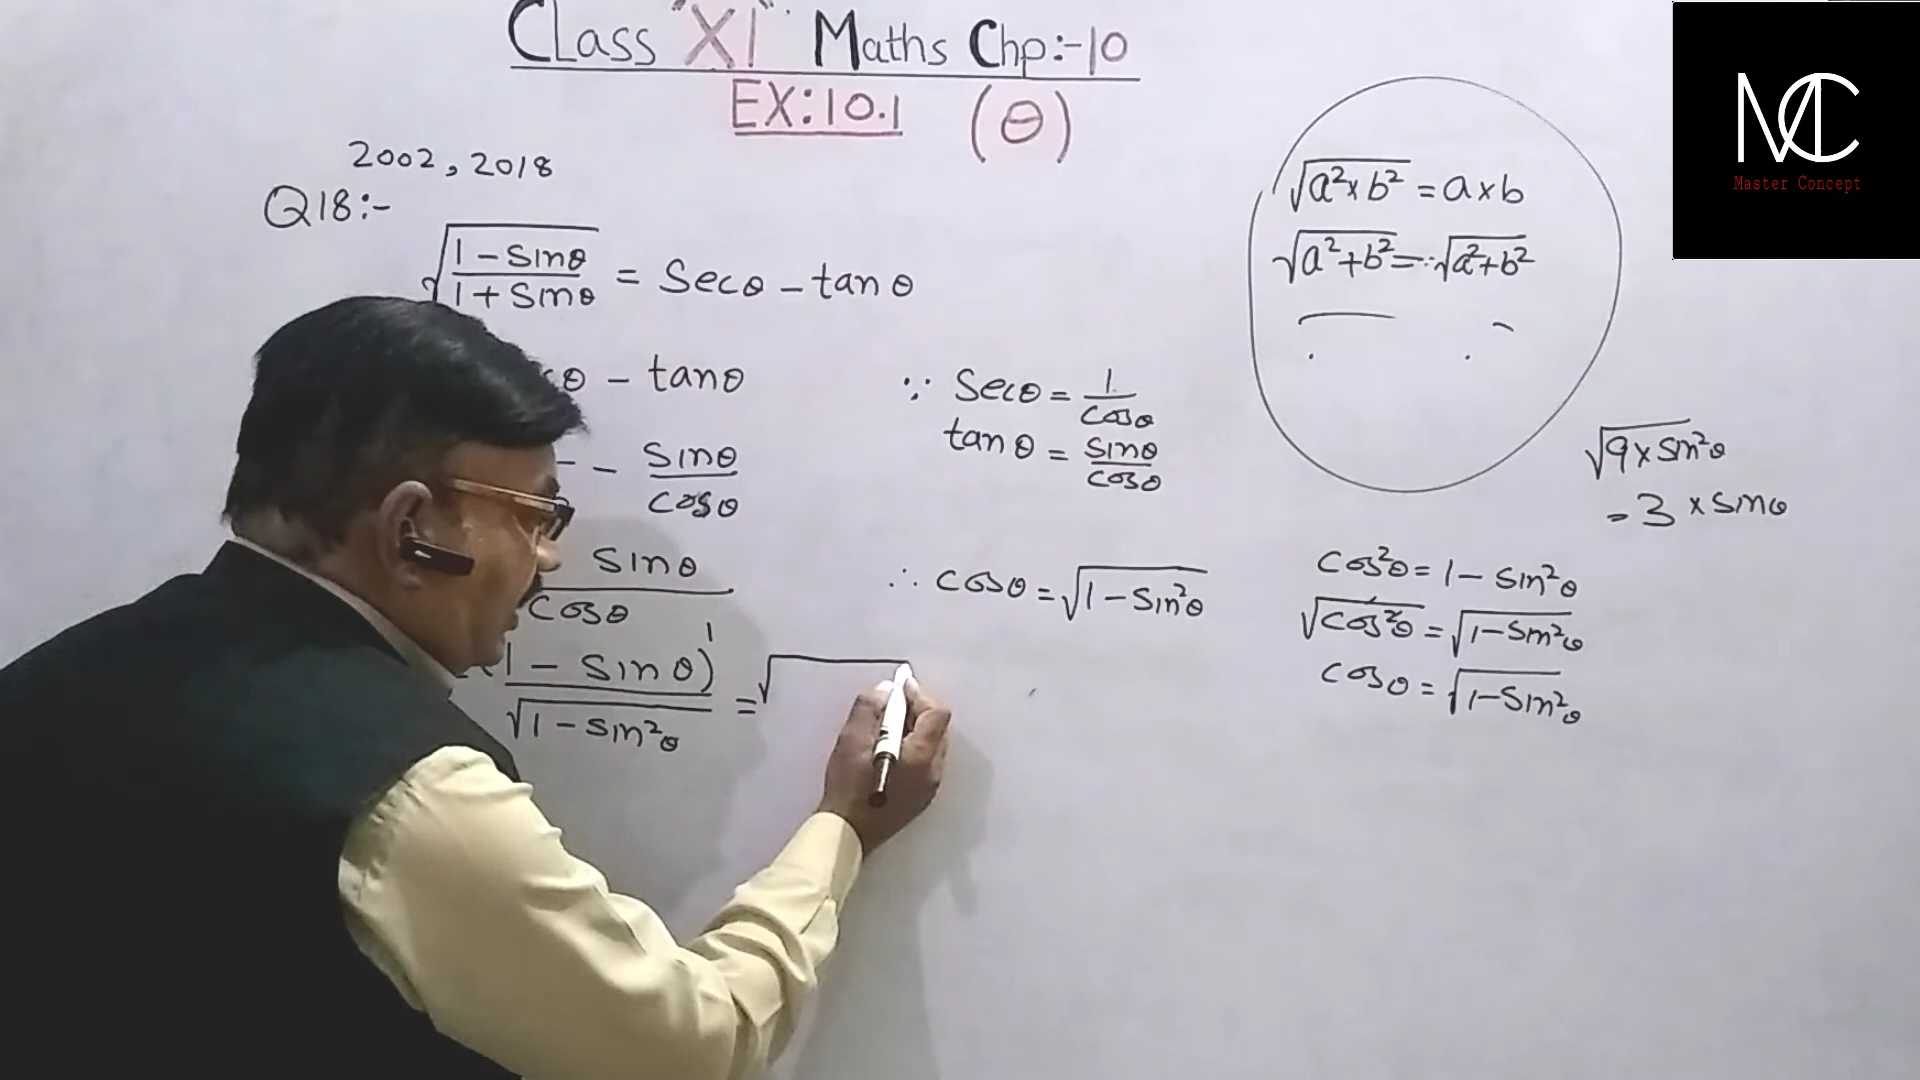 Class "XI" Maths Chp:-10
EX:10.1 (θ)
2002, 2018
Q18:-
√((1 - Sinθ)/(1 + Sinθ)) = Secθ - tanθ
θ - tanθ
- Sinθ/Cosθ
Sinθ
Cosθ
(1 - Sinθ)¹/√(1 - Sin²θ) = √
∵ Secθ = 1/Cosθ
tanθ = Sinθ/Cosθ
∴ Cosθ = √(1 - Sin²θ)
√(a² × b²) = a × b
√(a² + b²) = √(a² + b²)
√(9 × Sin²θ)
= 3 × Sinθ
Cos²θ = 1 - Sin²θ
√(Cos²θ) = √(1 - Sin²θ)
Cosθ = √(1 - Sin²θ)
MC
Master Concept